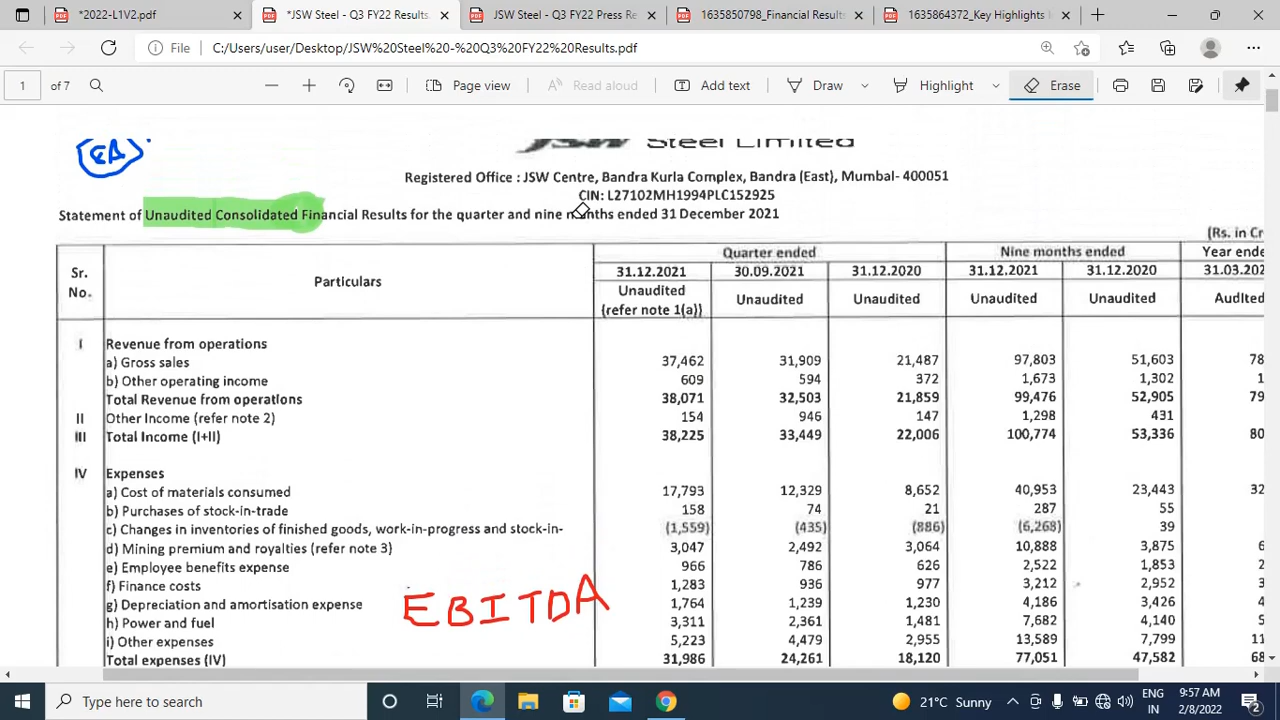 *2022-L1V2.pdf
*JSW Steel - Q3 FY22 Results.
JSW Steel - Q3 FY22 Press Re
1635850798_Financial Results_
1635864372_Key Highlights
File C:/Users/user/Desktop/JSW%20Steel%20-%20Q3%20FY22%20Results.pdf
1 of 7 Page view Read aloud Add text Draw Highlight Erase
EA
JSW Steel Limited
Registered Office : JSW Centre, Bandra Kurla Complex, Bandra (East), Mumbai- 400051
CIN: L27102MH1994PLC152925
Statement of Unaudited Consolidated Financial Results for the quarter and nine months ended 31 December 2021
(Rs. in Cr
Sr. No. Particulars Quarter ended Nine months ended Year ende
31.12.2021 30.09.2021 31.12.2020 31.12.2021 31.12.2020 31.03.202
Unaudited (refer note 1(a)) Unaudited Unaudited Unaudited Unaudited Audited
I Revenue from operations
a) Gross sales 37,462 31,909 21,487 97,803 51,603 78
b) Other operating income 609 594 372 1,673 1,302 1
Total Revenue from operations 38,071 32,503 21,859 99,476 52,905 79
II Other Income (refer note 2) 154 946 147 1,298 431
III Total Income (I+II) 38,225 33,449 22,006 100,774 53,336 80
IV Expenses
a) Cost of materials consumed 17,793 12,329 8,652 40,953 23,443 32
b) Purchases of stock-in-trade 158 74 21 287 55
c) Changes in inventories of finished goods, work-in-progress and stock-in- (1,559) (435) (886) (6,268) 39
d) Mining premium and royalties (refer note 3) 3,047 2,492 3,064 10,888 3,875 6
e) Employee benefits expense 966 786 626 2,522 1,853 2
f) Finance costs 1,283 936 977 3,212 2,952 3
g) Depreciation and amortisation expense 1,764 1,239 1,230 4,186 3,426 4
EBITDA
h) Power and fuel 3,311 2,361 1,481 7,682 4,140 5
i) Other expenses 5,223 4,479 2,955 13,589 7,799 11
Total expenses (IV) 31,986 24,261 18,120 77,051 47,582 68
Type here to search
21°C Sunny
ENG
IN
9:57 AM
2/8/2022
2